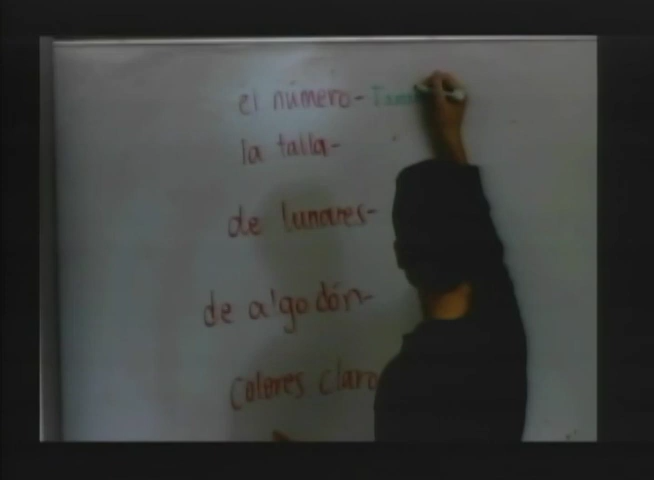 el número-
la talla-
de lunares-
de algodón-
colores claro